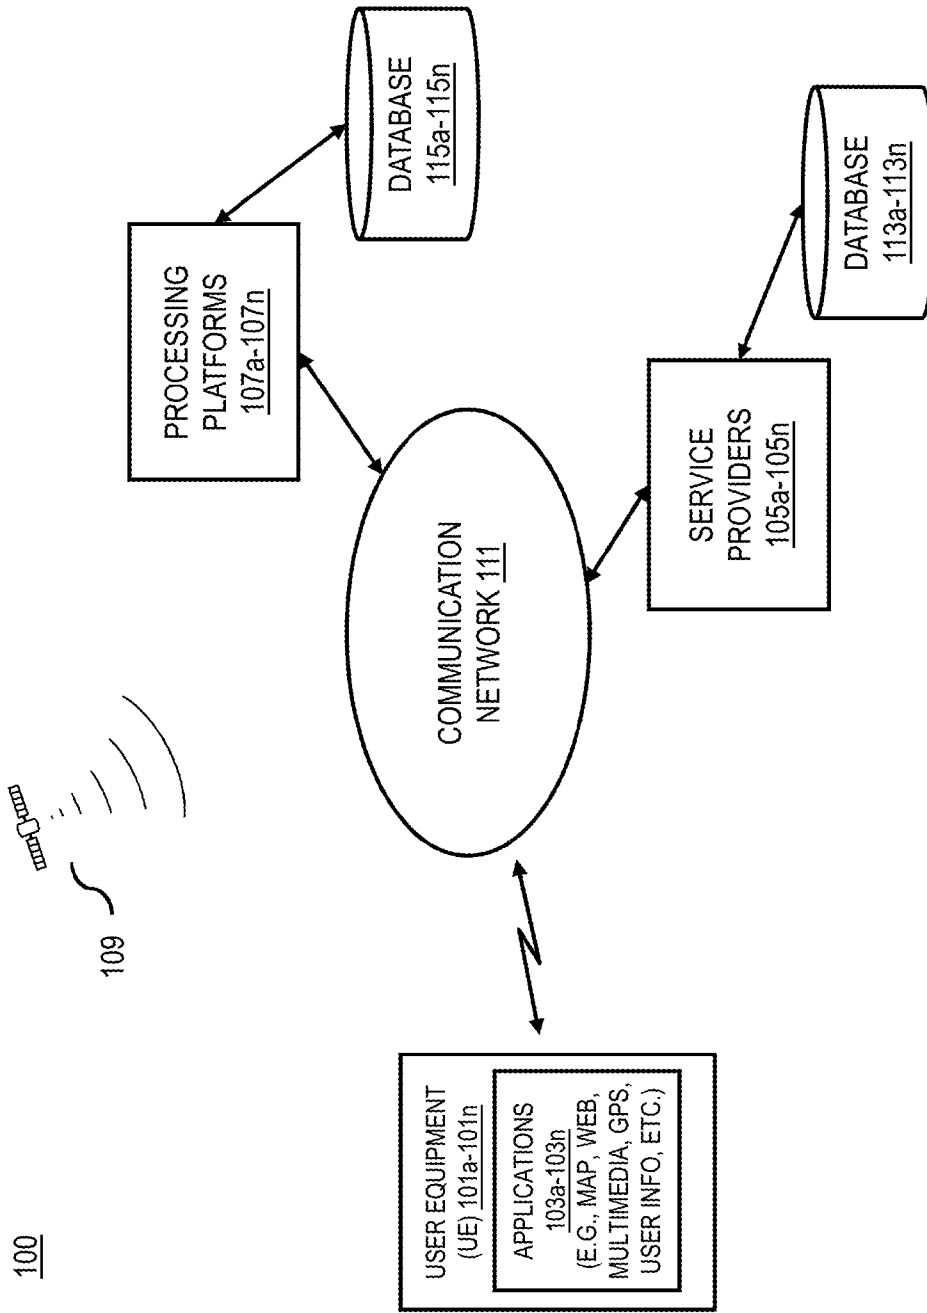 100
109
USER EQUIPMENT
(UE) 101a-101n
APPLICATIONS
103a-103n
(E.G., MAP, WEB,
MULTIMEDIA, GPS,
USER INFO, ETC.)
COMMUNICATION
NETWORK 111
PROCESSING
PLATFORMS
107a-107n
DATABASE
115a-115n
SERVICE
PROVIDERS
105a-105n
DATABASE
113a-113n